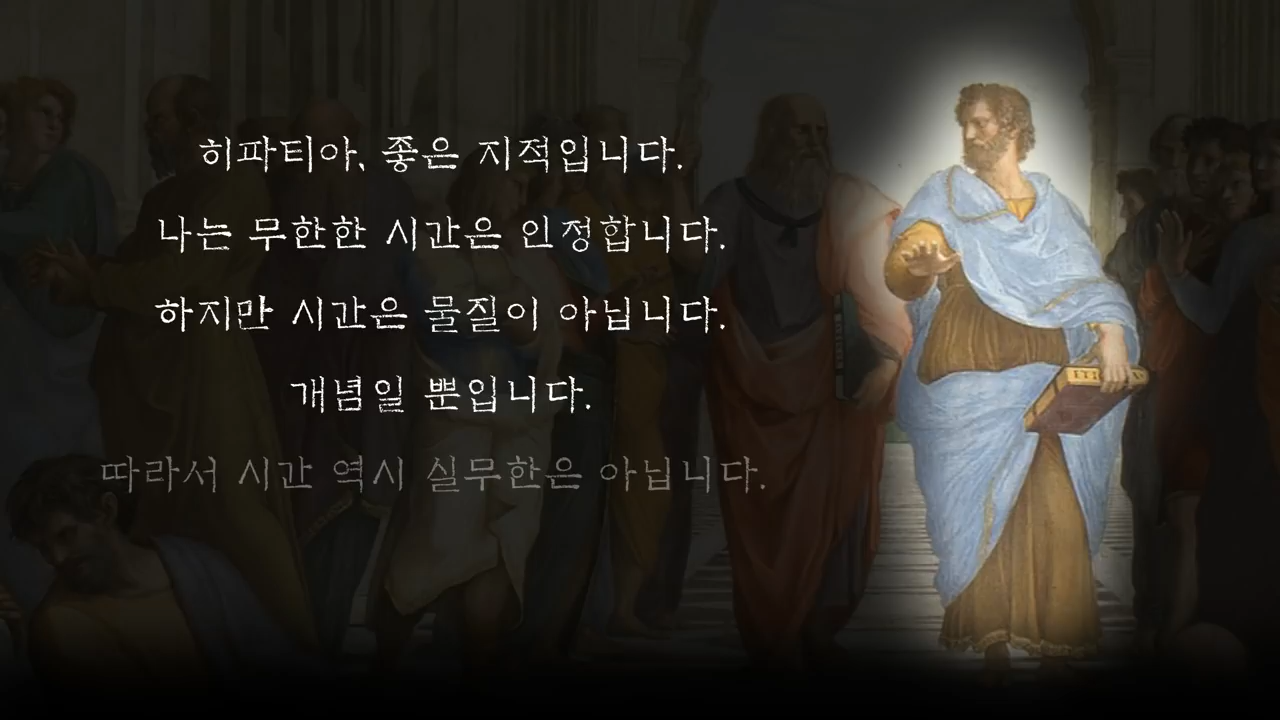 히파티아, 좋은 지적입니다.
나는 무한한 시간은 인정합니다.
하지만 시간은 물질이 아닙니다.
개념일 뿐입니다.
따라서 시간 역시 실무한은 아닙니다.